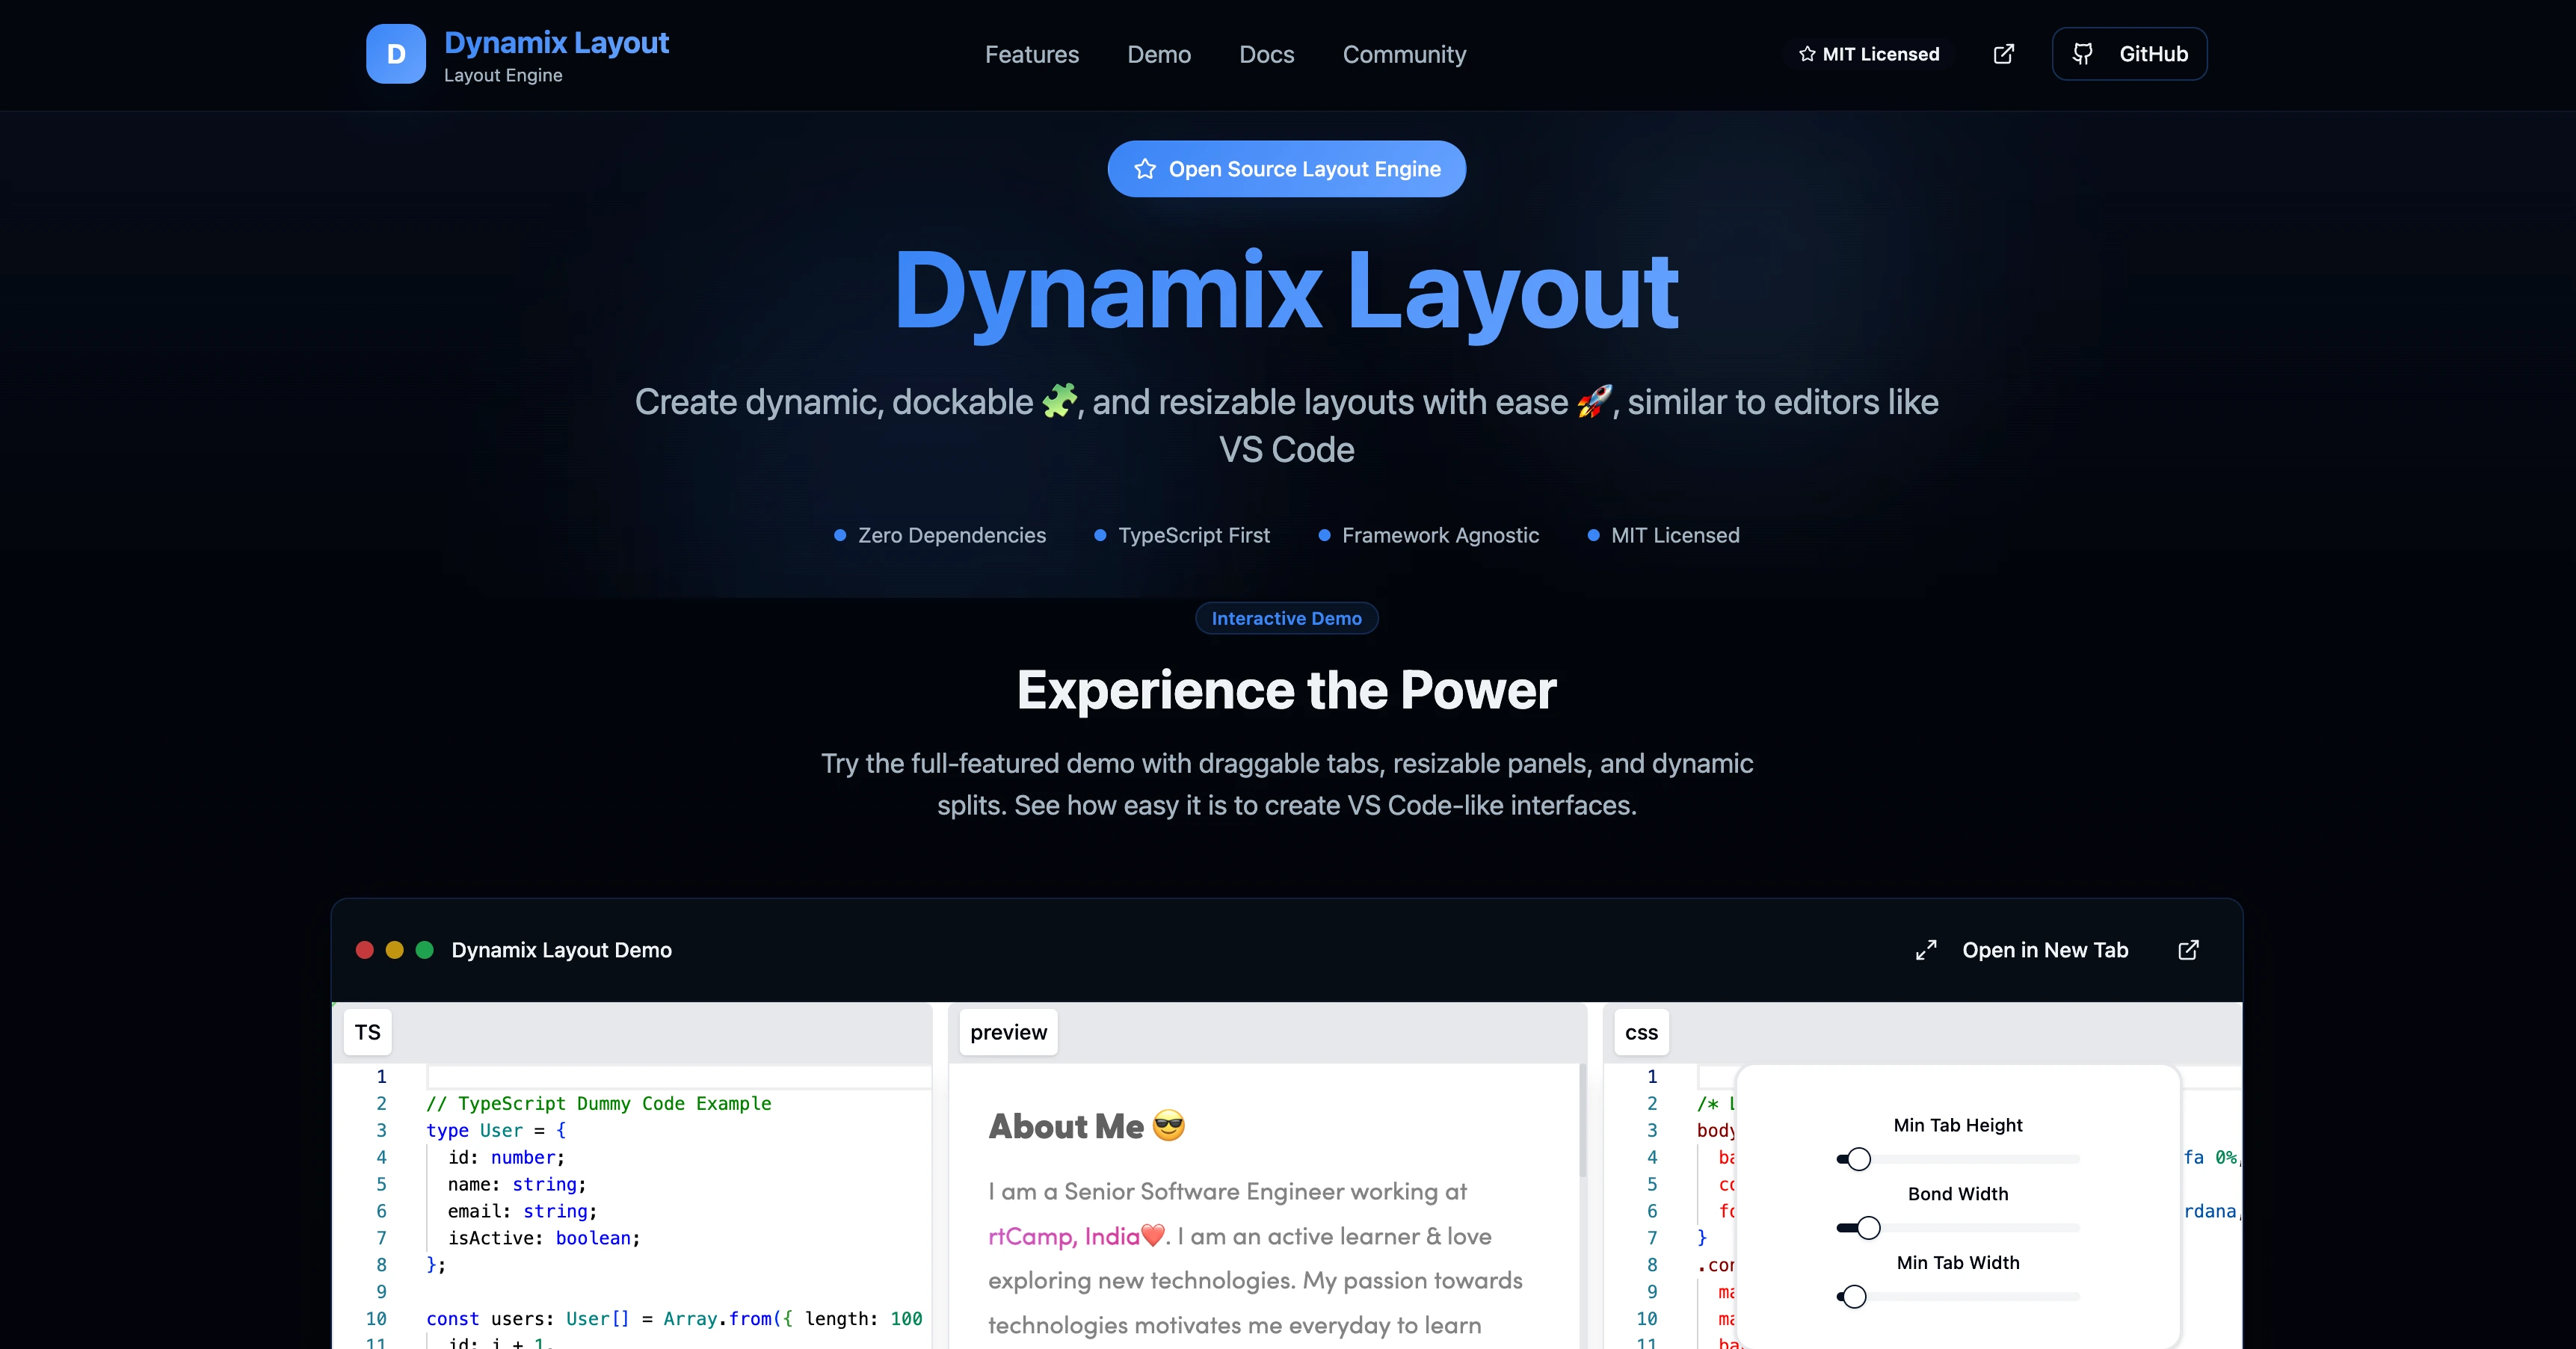 D
Dynamix Layout
Layout Engine
Features
Demo
Docs
Community
MIT Licensed
GitHub
Open Source Layout Engine
Dynamix Layout
Create dynamic, dockable 🧩, and resizable layouts with ease 🚀, similar to editors like
VS Code
Zero Dependencies
TypeScript First
Framework Agnostic
MIT Licensed
Interactive Demo
Experience the Power
Try the full-featured demo with draggable tabs, resizable panels, and dynamic
splits. See how easy it is to create VS Code-like interfaces.
Dynamix Layout Demo
Open in New Tab
TS
1
2 // TypeScript Dummy Code Example
3 type User = {
4 id: number;
5 name: string;
6 email: string;
7 isActive: boolean;
8 };
9
10 const users: User[] = Array.from({ length: 100
11 id: i + 1,
preview
About Me 😎
I am a Senior Software Engineer working at
rtCamp, India❤️. I am an active learner & love
exploring new technologies. My passion towards
technologies motivates me everyday to learn
css
1
2 /*
3 body
4 ba fa 0%,
5 co
6 fo rdana,
7 }
8 .con
9 ma
10 ma
11 ba
Min Tab Height
Bond Width
Min Tab Width